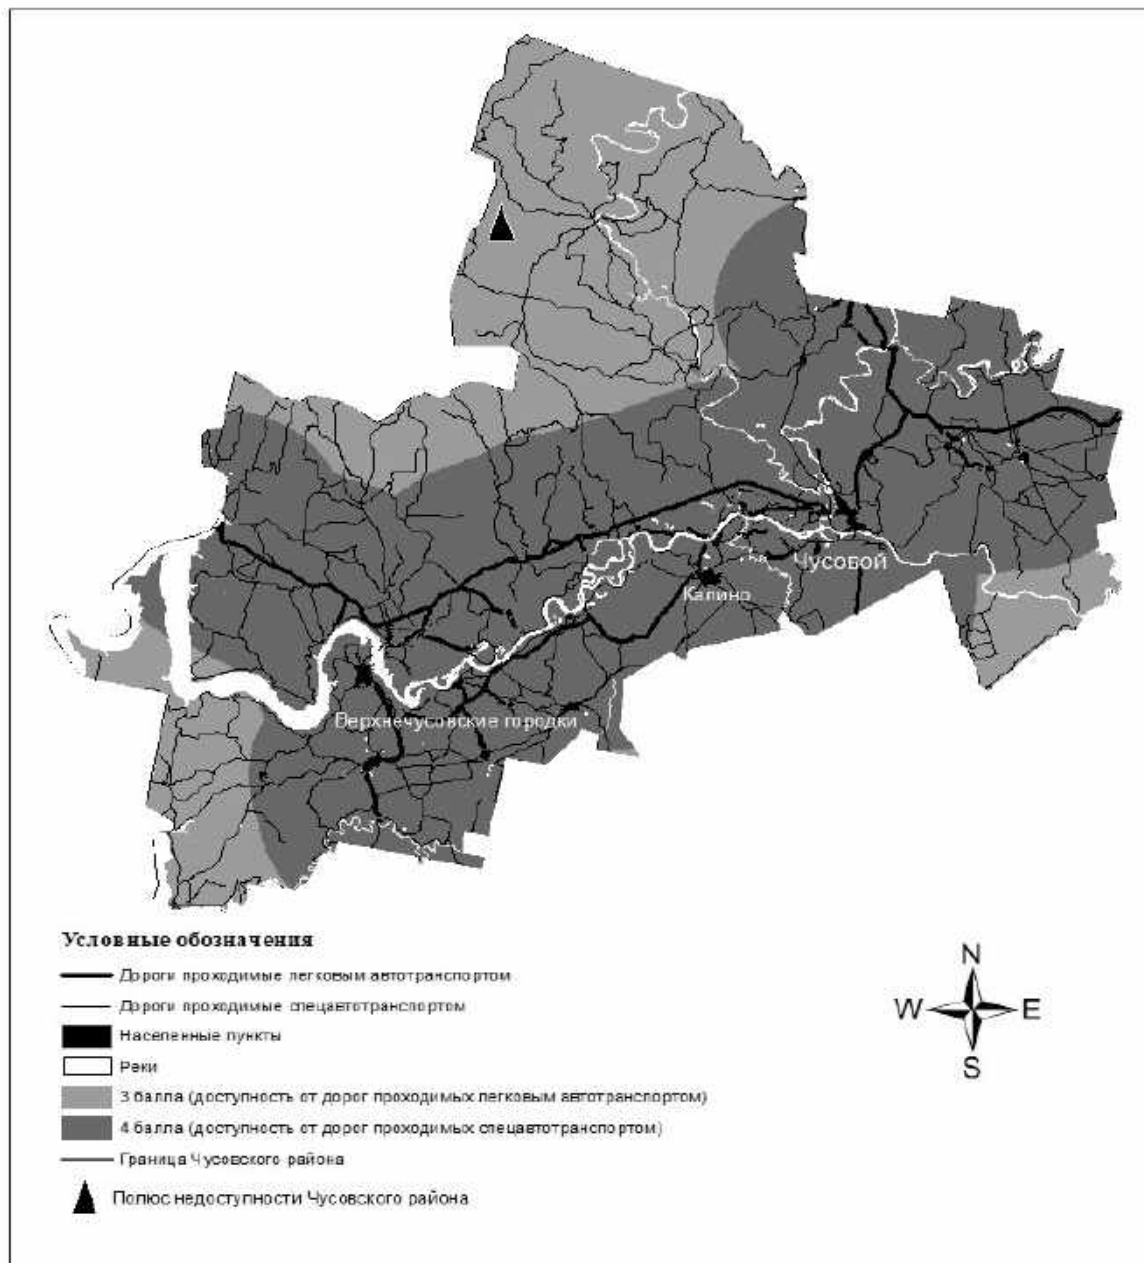 Чусовой
Калино
Верхнечусовские городки
Условные обозначения
Дороги проходимые легковым автотранспортом
Дороги проходимые спецавтотранспортом
Населенные пункты
Реки
3 балла (доступность от дорог проходимых легковым автотранспортом)
4 балла (доступность от дорог проходимых спецавтотранспортом)
Граница Чусовского района
Полюс недоступности Чусовского района
N
W E
S